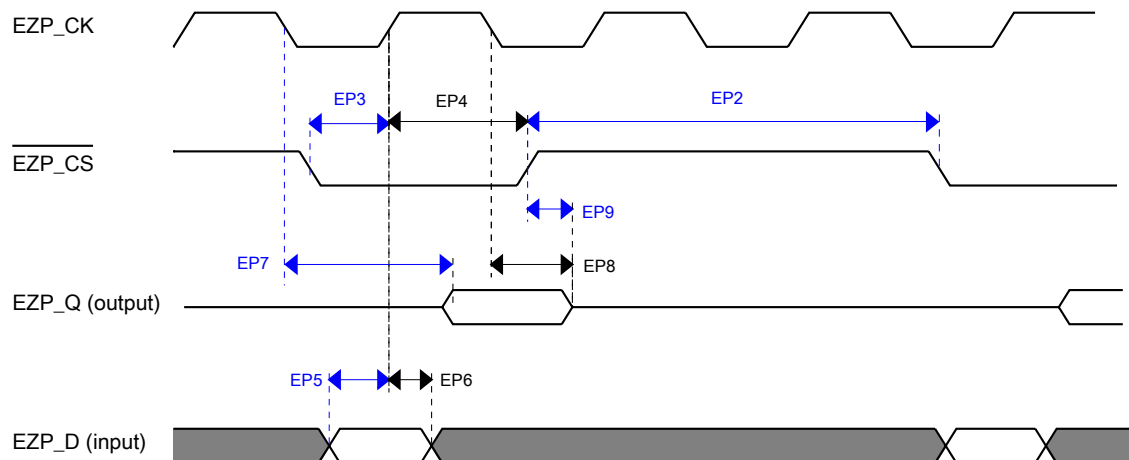 EZP_CK
EP3
EP4
EP2
EZP_CS
EP9
EP7
EP8
EZP_Q (output)
EP5
EP6
EZP_D (input)